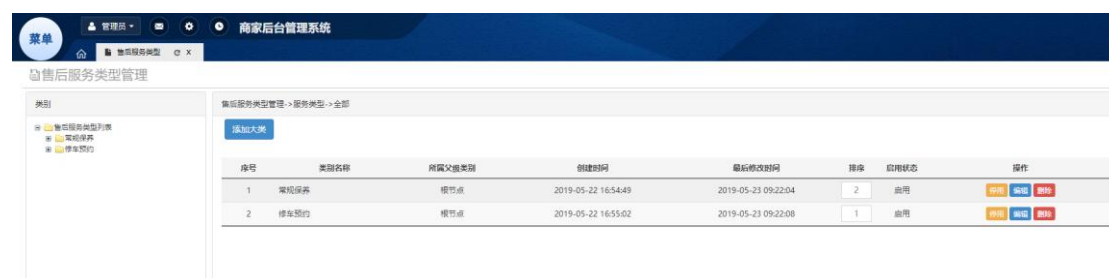 菜单
管理员
商家后台管理系统
售后服务类型
售后服务类型管理
类别
售后服务类型管理->服务类型->全部
售后服务类型列表
常规保养
停车预约
添加大类
序号 类别名称 所属父级类别 创建时间 最后修改时间 排序 启用状态 操作
1 常规保养 根节点 2019-05-22 16:54:49 2019-05-23 09:22:04 2 启用 停用 编辑 删除
2 停车预约 根节点 2019-05-22 16:55:02 2019-05-23 09:22:08 1 启用 停用 编辑 删除